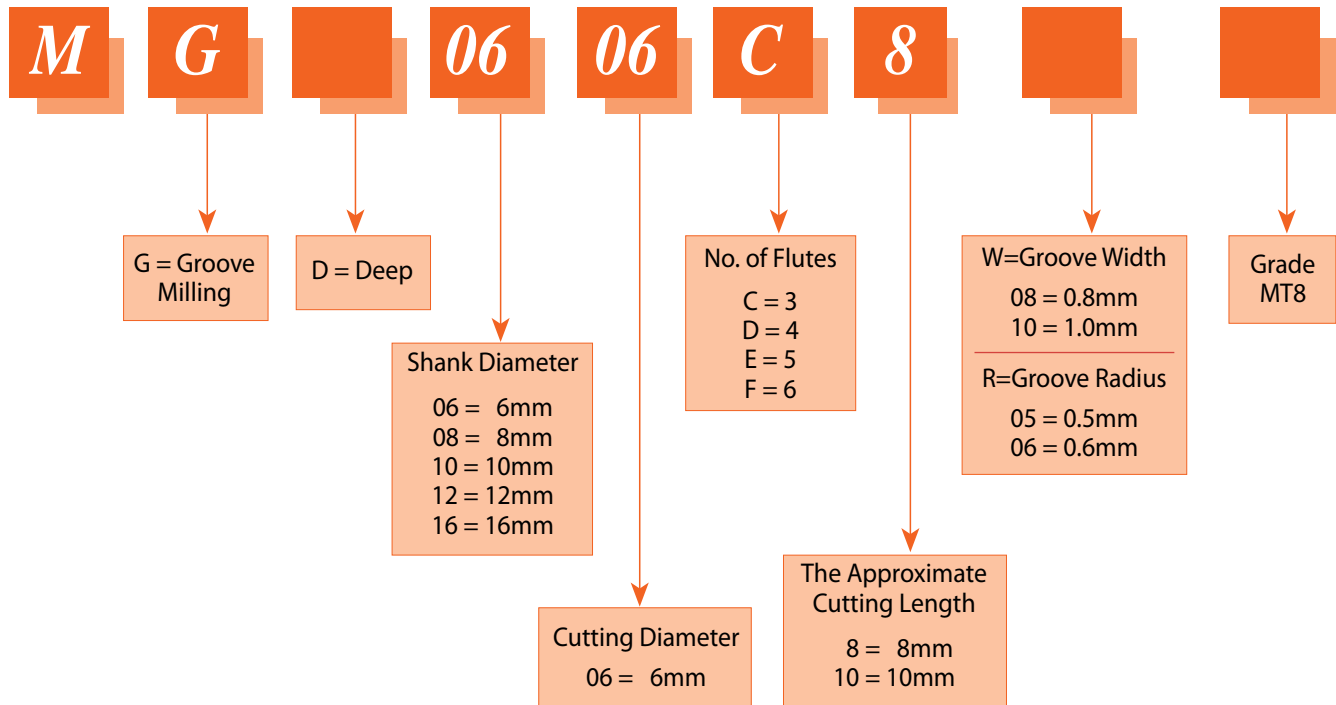 M G 06 06 C 8
G = Groove
Milling
D = Deep
Shank Diameter
06 = 6mm
08 = 8mm
10 = 10mm
12 = 12mm
16 = 16mm
Cutting Diameter
06 = 6mm
No. of Flutes
C = 3
D = 4
E = 5
F = 6
The Approximate
Cutting Length
8 = 8mm
10 = 10mm
W=Groove Width
08 = 0.8mm
10 = 1.0mm
R=Groove Radius
05 = 0.5mm
06 = 0.6mm
Grade
MT8